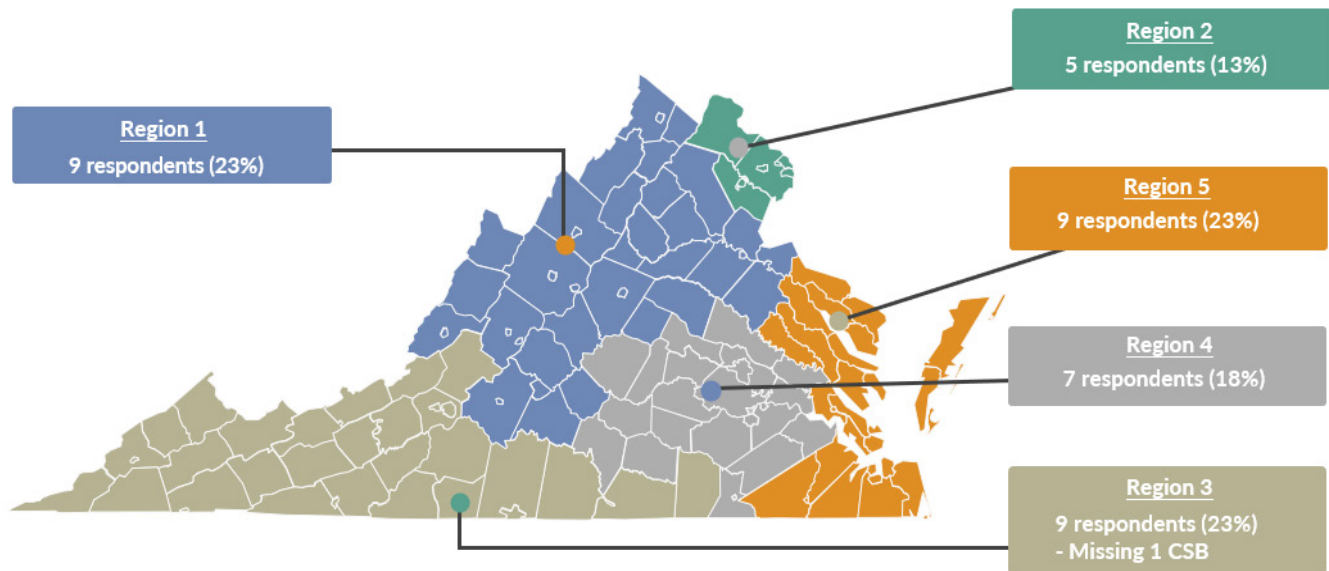 Region 2
5 respondents (13%)
Region 1
9 respondents (23%)
Region 5
9 respondents (23%)
Region 4
7 respondents (18%)
Region 3
9 respondents (23%)
- Missing 1 CSB